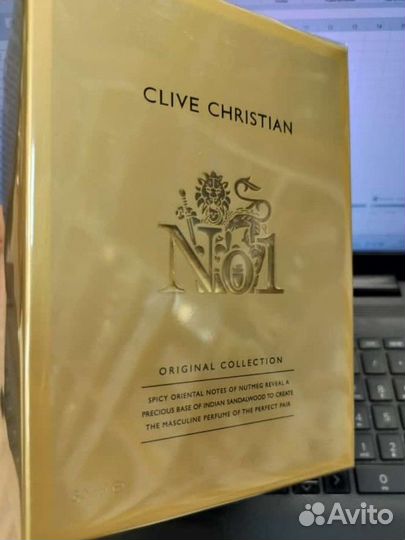 CLIVE CHRISTIAN
No1
ORIGINAL COLLECTION
SPICY ORIENTAL NOTES OF NUTMEG REVEAL A
PRECIOUS BASE OF INDIAN SANDALWOOD TO CREATE
THE MASCULINE PERFUME OF THE PERFECT PAIR
Avito